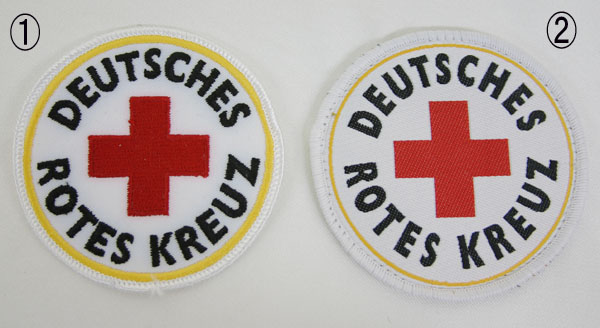 ①
DEUTSCHES
ROTES KREUZ
②
DEUTSCHES
ROTES KREUZ